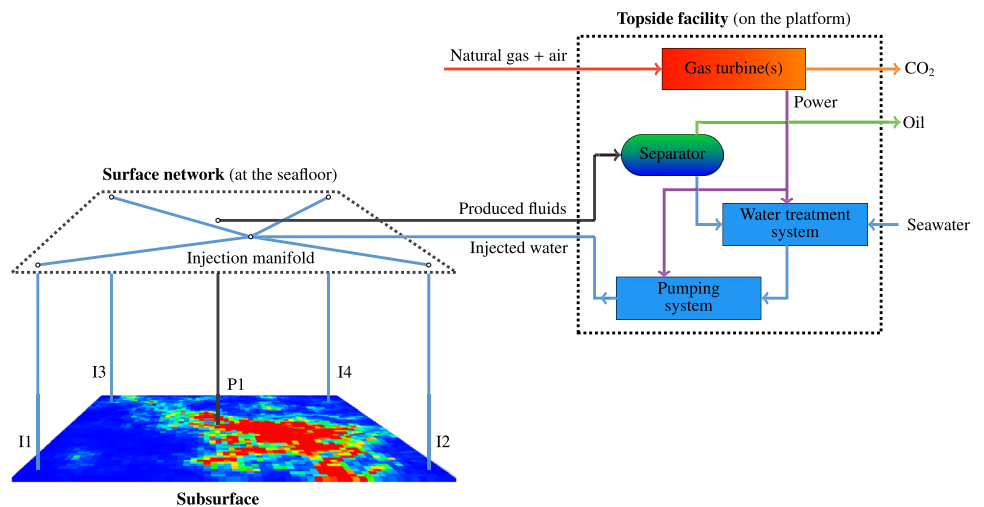 Topside facility (on the platform)
Natural gas + air
Gas turbine(s)
CO₂
Power
Oil
Separator
Surface network (at the seafloor)
Produced fluids
Water treatment
system
Seawater
Injected water
Injection manifold
Pumping
system
I3
I4
P1
I1
I2
Subsurface